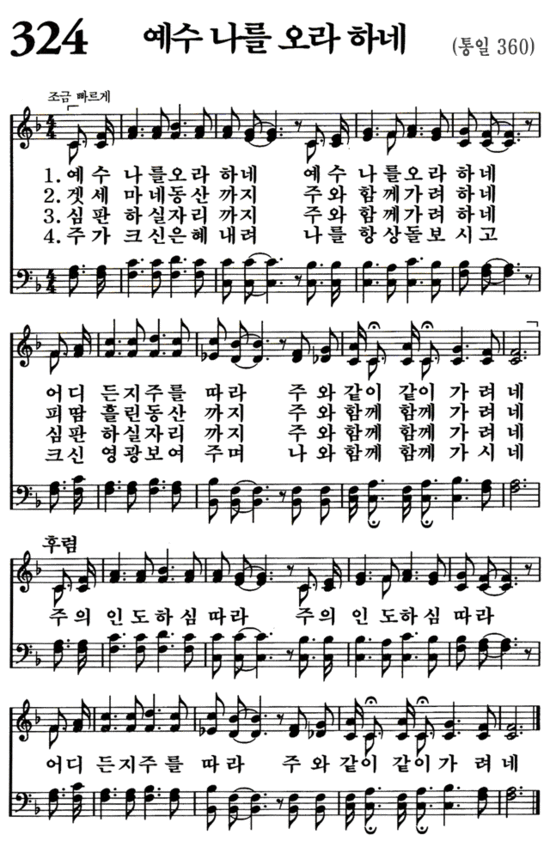 324 예수 나를 오라 하네 (통일 360)
조금 빠르게
1. 예 수 나 를 오 라 하 네 예 수 나 를 오 라 하 네
2. 겟 세 마 네 동 산 까 지 주 와 함 께 가 려 하 네
3. 심 판 하 실 자 리 까 지 주 와 함 께 가 려 하 네
4. 주 가 크 신 은 혜 내 려 나 를 항 상 돌 보 시 고
어 디 든 지 주 를 따 라 주 와 같 이 같 이 가 려 네
피 땀 흘 린 동 산 까 지 주 와 함 께 함 께 가 려 네
심 판 하 실 자 리 까 지 주 와 함 께 함 께 가 려 네
크 신 영 광 보 여 주 며 나 와 함 께 함 께 가 시 네
후렴
주 의 인 도 하 심 따 라 주 의 인 도 하 심 따 라
어 디 든 지 주 를 따 라 주 와 같 이 같 이 가 려 네